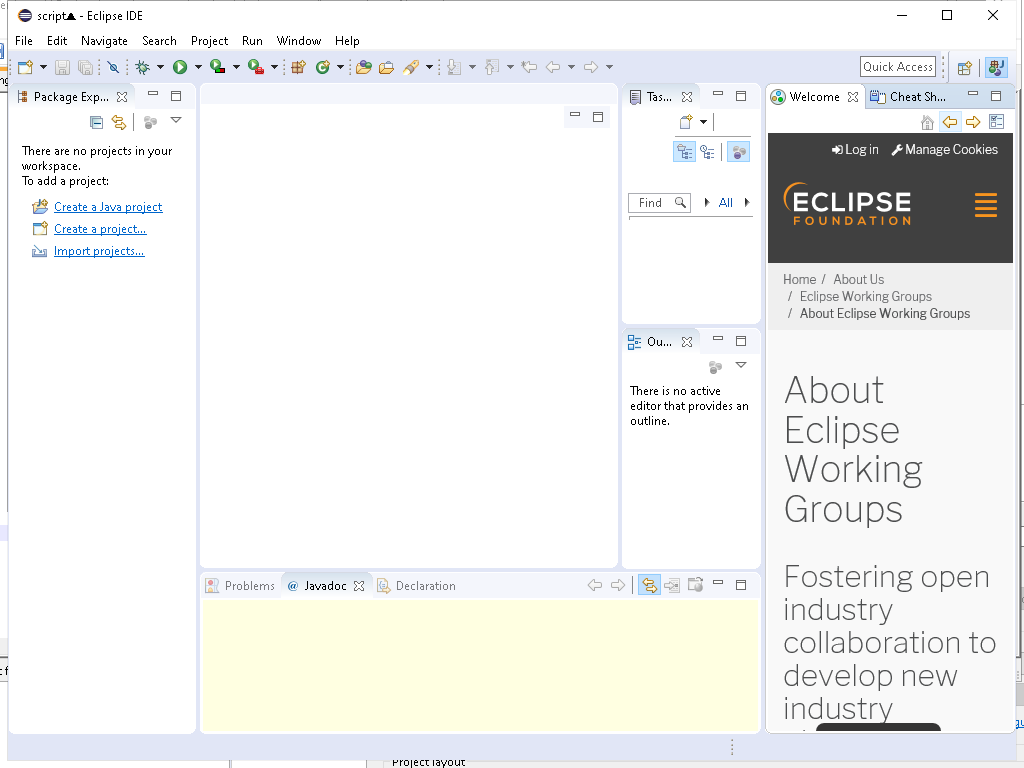 script▲ - Eclipse IDE
File Edit Navigate Search Project Run Window Help
Quick Access
Package Exp...
There are no projects in your
workspace.
To add a project:
Create a Java project
Create a project...
Import projects...
Tas...
Find
All
Ou...
There is no active
editor that provides an
outline.
Problems
@ Javadoc
Declaration
Welcome
Cheat Sh...
Log in Manage Cookies
ECLIPSE
FOUNDATION
Home / About Us
/ Eclipse Working Groups
/ About Eclipse Working Groups
About
Eclipse
Working
Groups
Fostering open
industry
collaboration to
develop new
industry
Project layout